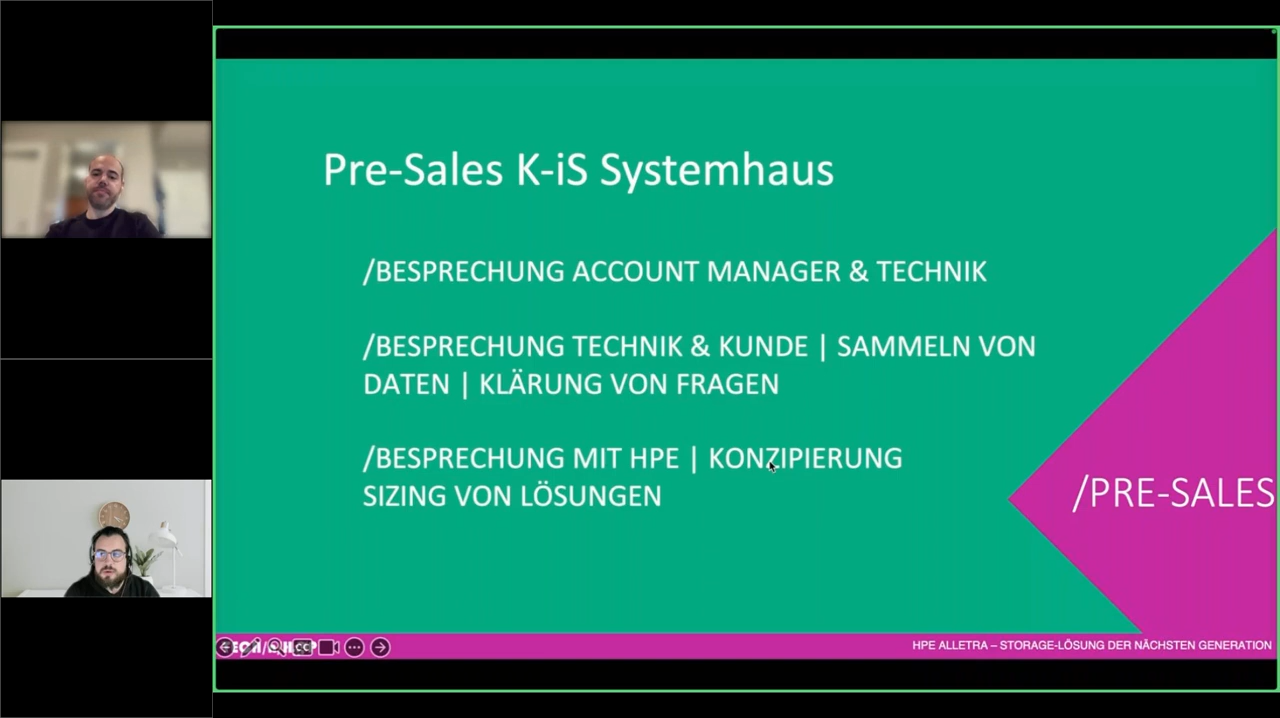 Pre-Sales K-iS Systemhaus
/BESPRECHUNG ACCOUNT MANAGER & TECHNIK
/BESPRECHUNG TECHNIK & KUNDE | SAMMELN VON
DATEN | KLÄRUNG VON FRAGEN
/BESPRECHUNG MIT HPE | KONZIPIERUNG
SIZING VON LÖSUNGEN
/PRE-SALES
HPE ALLETRA – STORAGE-LÖSUNG DER NÄCHSTEN GENERATION